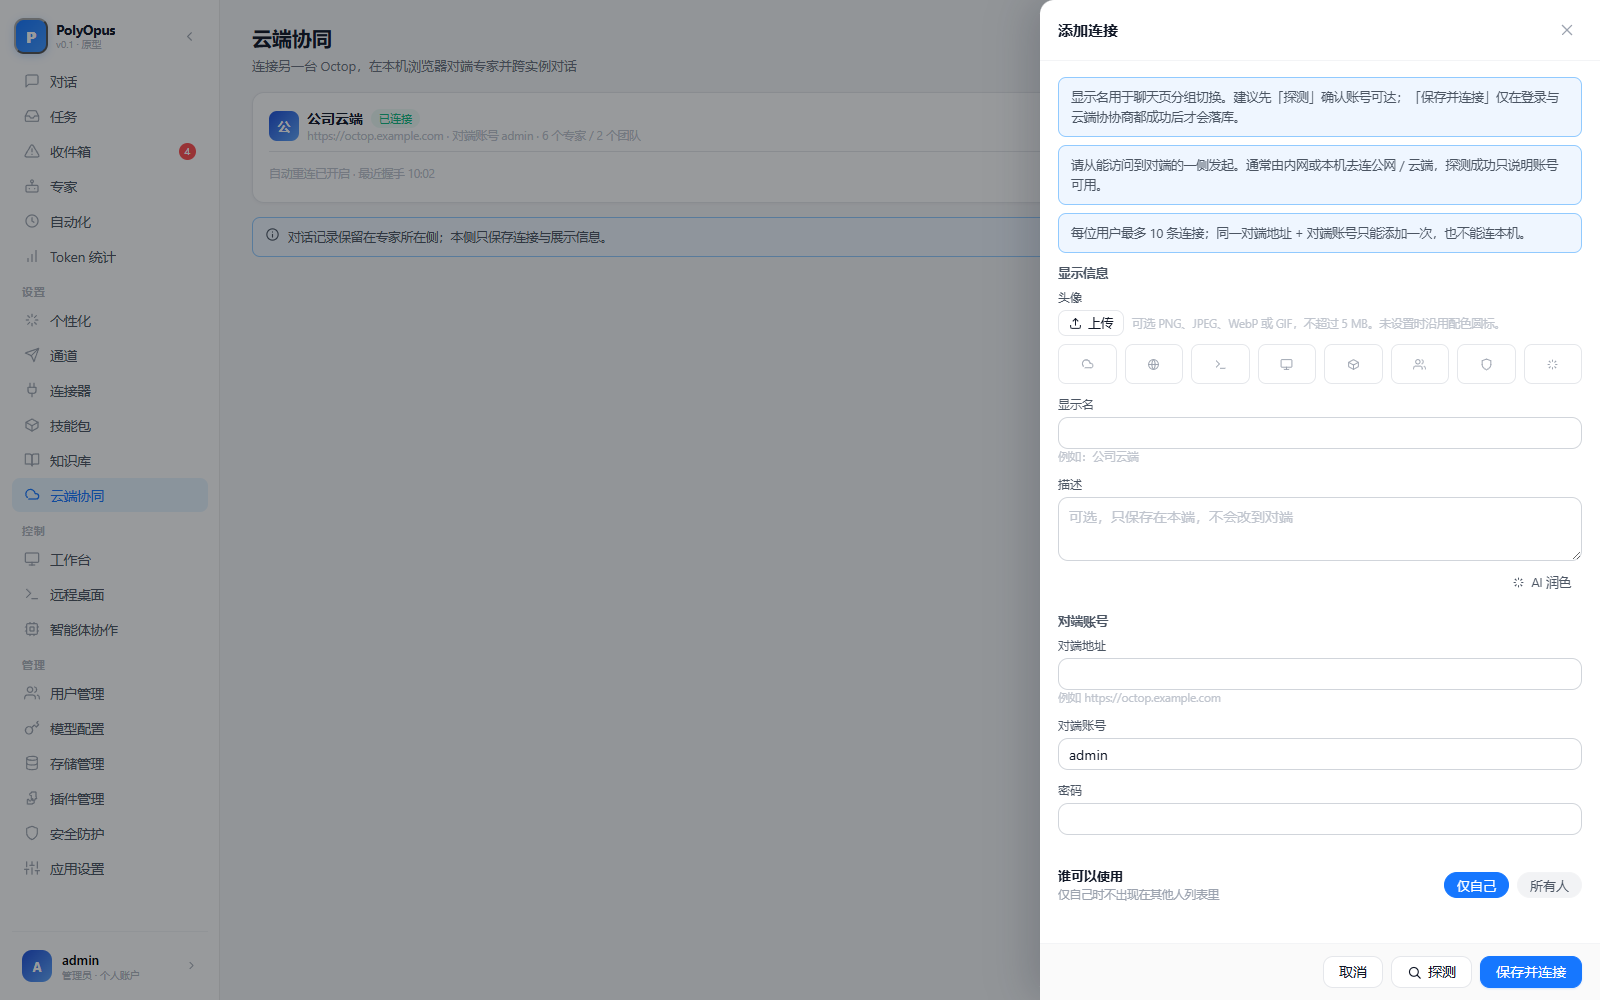 P
PolyOpus
v0.1 · 原型
对话
任务
收件箱
4
专家
自动化
Token 统计
设置
个性化
通道
连接器
技能包
知识库
云端协同
控制
工作台
远程桌面
智能体协作
管理
用户管理
模型配置
存储管理
插件管理
安全防护
应用设置
A
admin
管理员 · 个人账户
云端协同
连接另一台 Octop，在本机浏览器对端专家并跨实例对话
公
公司云端
已连接
https://octop.example.com · 对端账号 admin · 6 个专家 / 2 个团队
自动重连已开启 · 最近握手 10:02
对话记录保留在专家所在侧；本侧只保存连接与展示信息。
添加连接
显示名用于聊天页分组切换。建议先「探测」确认账号可达；「保存并连接」仅在登录与
云端协协商都成功后才会落库。
请从能访问到对端的一侧发起。通常由内网或本机去连公网 / 云端，探测成功只说明账号
可用。
每位用户最多 10 条连接；同一对端地址 + 对端账号只能添加一次，也不能连本机。
显示信息
头像
上传
可选 PNG、JPEG、WebP 或 GIF，不超过 5 MB。未设置时沿用配色圆标。
显示名
例如：公司云端
描述
可选，只保存在本端，不会改到对端
AI 润色
对端账号
对端地址
例如 https://octop.example.com
对端账号
admin
密码
谁可以使用
仅自己时不出现在其他人列表里
仅自己
所有人
取消
探测
保存并连接